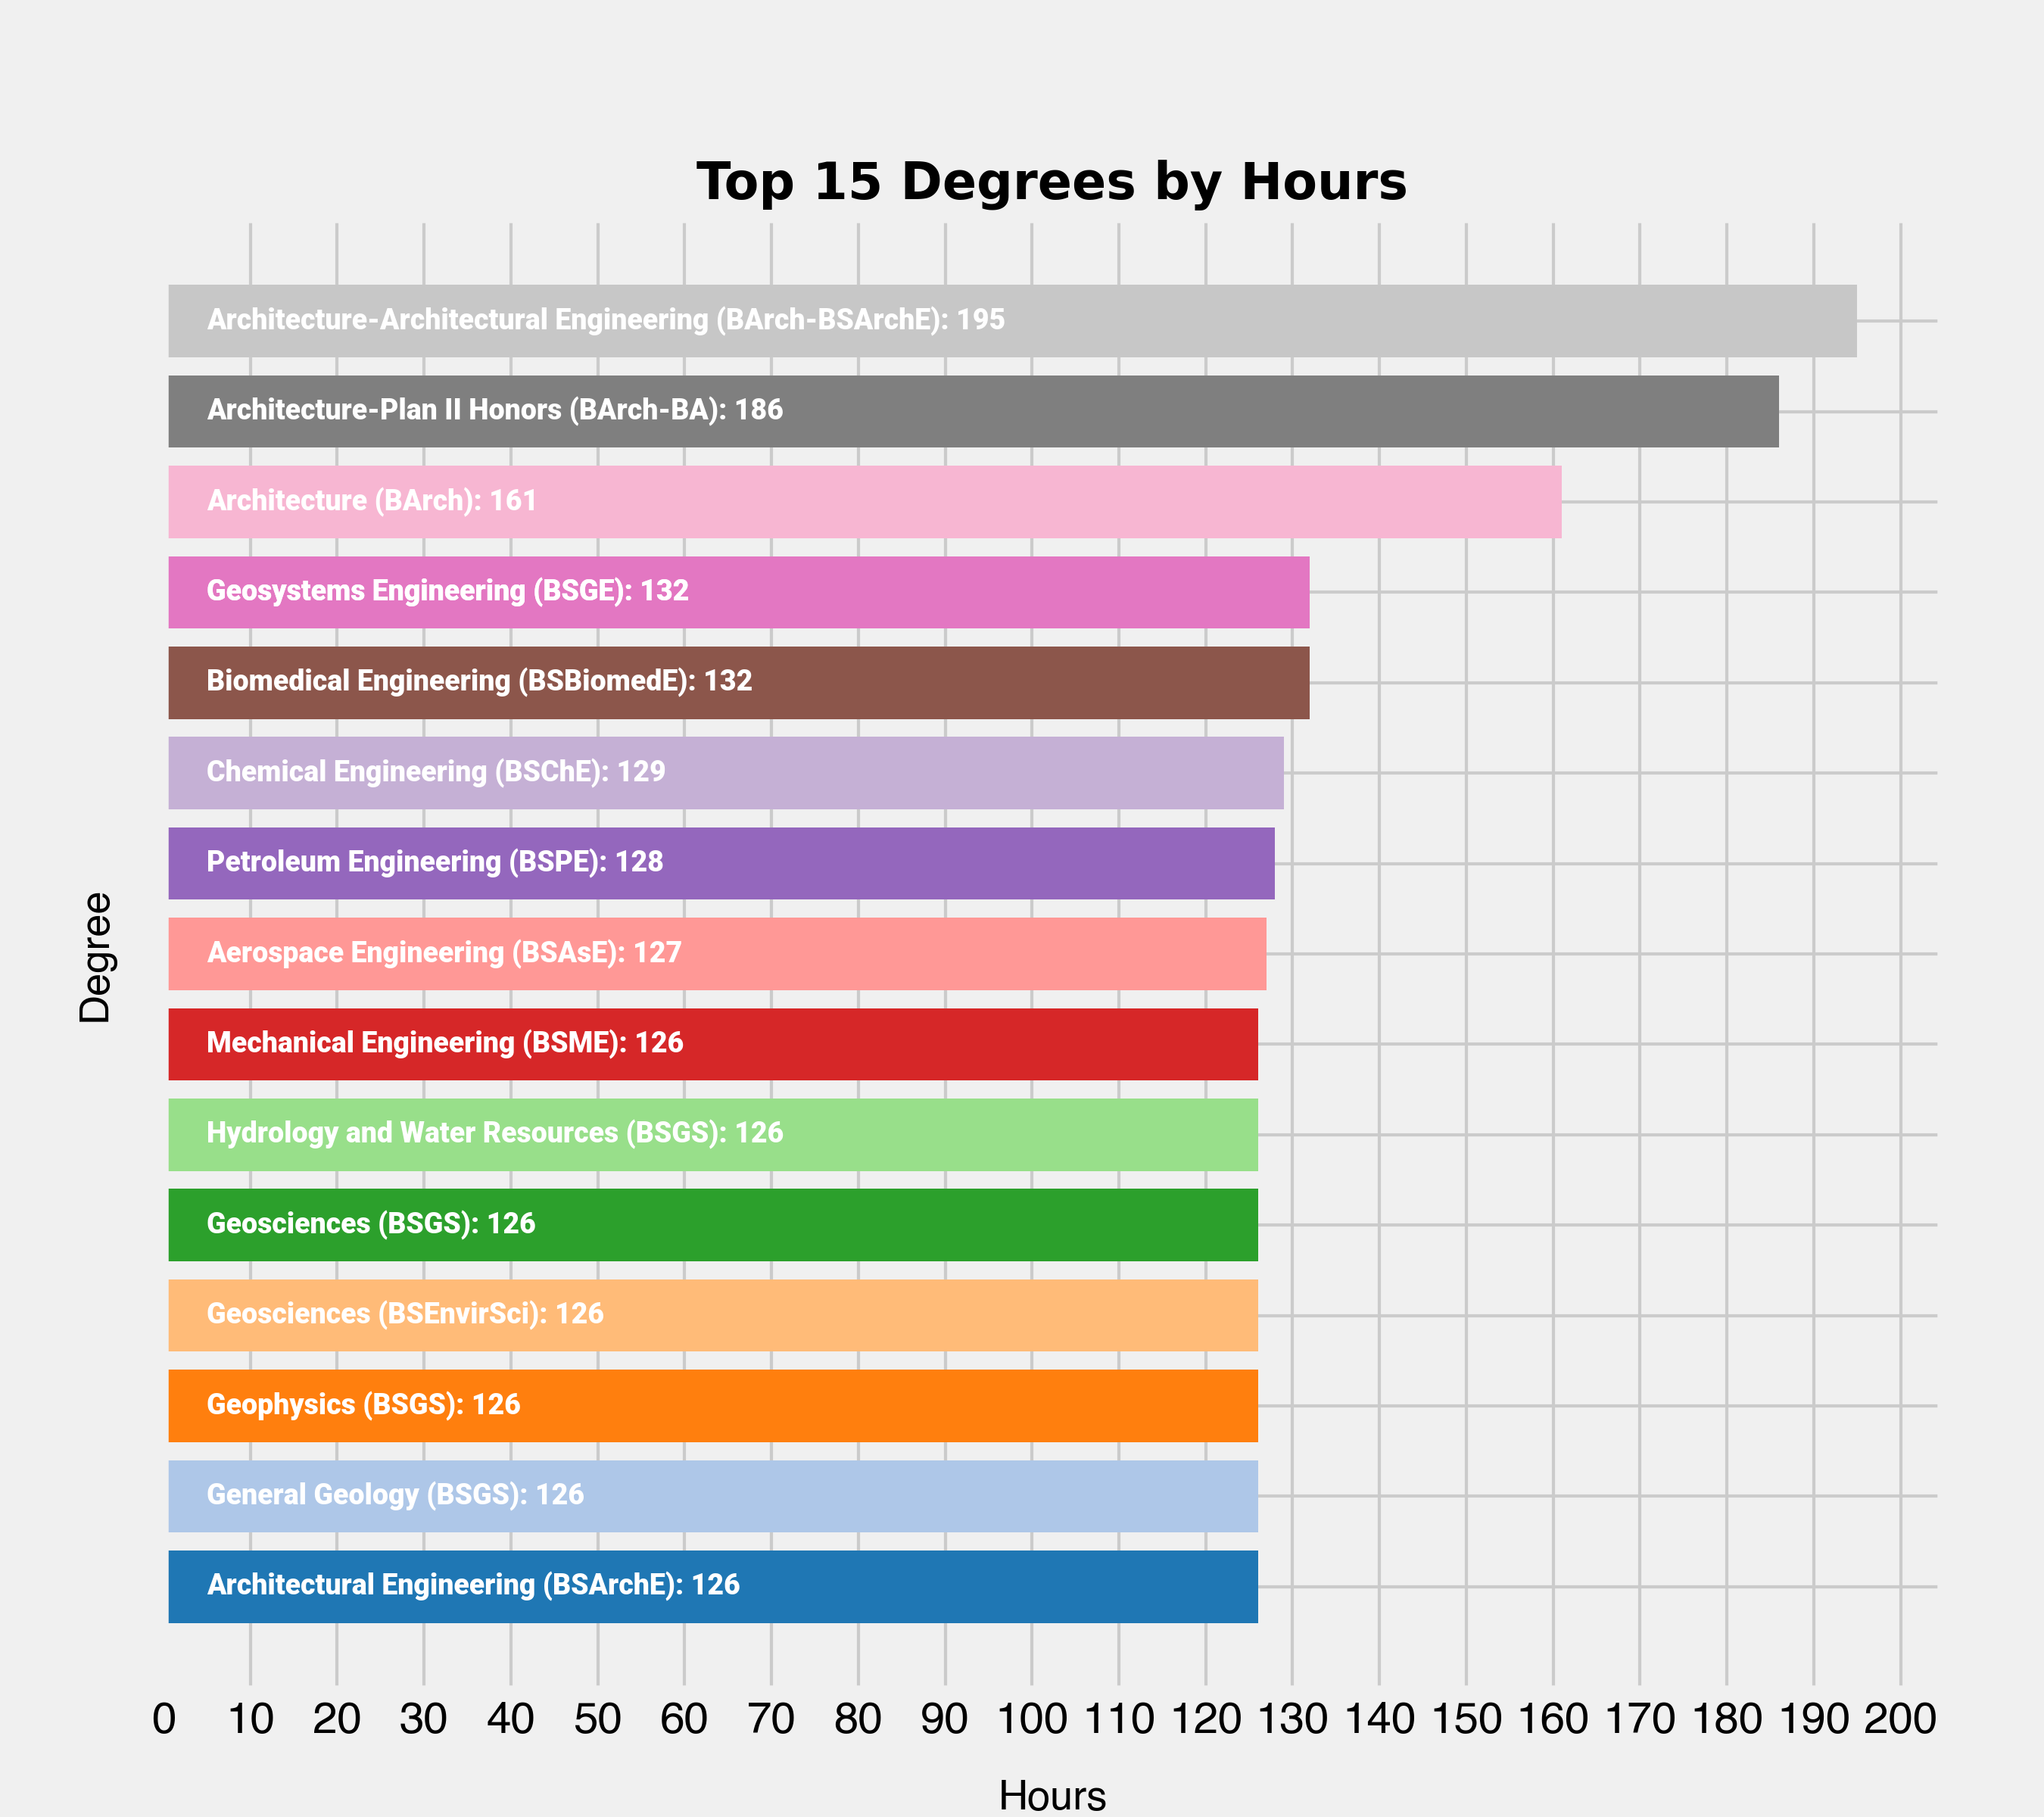 Top 15 Degrees by Hours
Architecture-Architectural Engineering (BArch-BSArchE): 195
Architecture-Plan II Honors (BArch-BA): 186
Architecture (BArch): 161
Geosystems Engineering (BSGE): 132
Biomedical Engineering (BSBiomedE): 132
Chemical Engineering (BSChE): 129
Petroleum Engineering (BSPE): 128
Aerospace Engineering (BSAsE): 127
Mechanical Engineering (BSME): 126
Hydrology and Water Resources (BSGS): 126
Geosciences (BSGS): 126
Geosciences (BSEnvirSci): 126
Geophysics (BSGS): 126
General Geology (BSGS): 126
Architectural Engineering (BSArchE): 126
Degree
0 10 20 30 40 50 60 70 80 90 100 110 120 130 140 150 160 170 180 190 200
Hours